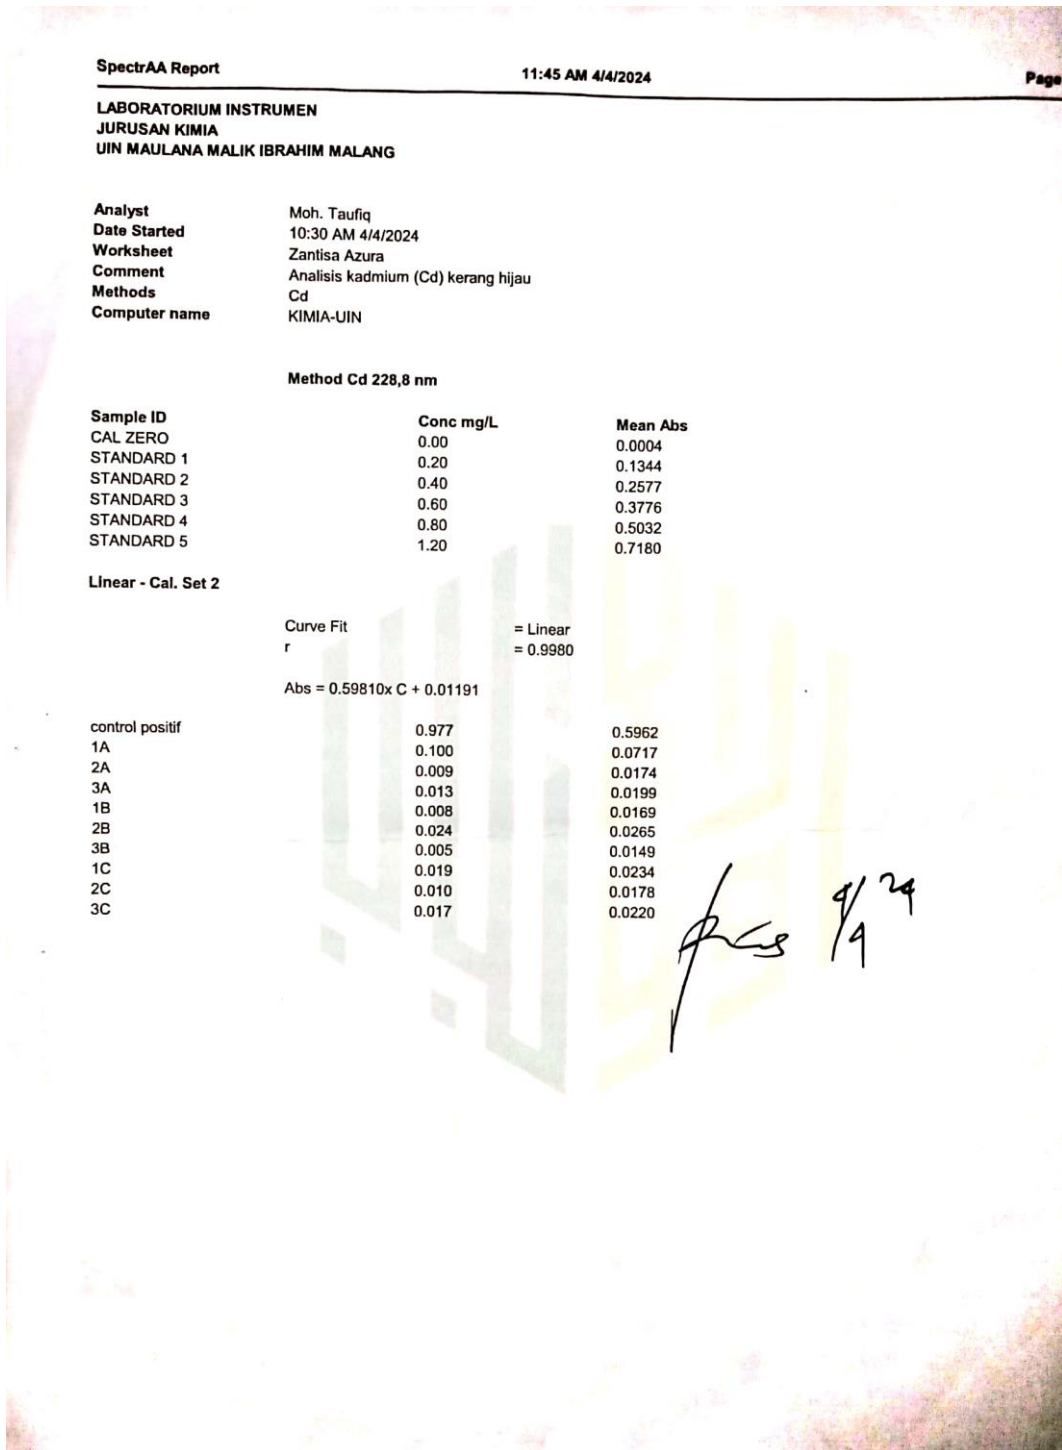 SpectrAA Report 11:45 AM 4/4/2024 Page
LABORATORIUM INSTRUMEN
JURUSAN KIMIA
UIN MAULANA MALIK IBRAHIM MALANG
Analyst Moh. Taufiq
Date Started 10:30 AM 4/4/2024
Worksheet Zantisa Azura
Comment Analisis kadmium (Cd) kerang hijau
Methods Cd
Computer name KIMIA-UIN
Method Cd 228,8 nm
Sample ID Conc mg/L Mean Abs
CAL ZERO 0.00 0.0004
STANDARD 1 0.20 0.1344
STANDARD 2 0.40 0.2577
STANDARD 3 0.60 0.3776
STANDARD 4 0.80 0.5032
STANDARD 5 1.20 0.7180
Linear - Cal. Set 2
Curve Fit = Linear
r = 0.9980
Abs = 0.59810x C + 0.01191
control positif 0.977 0.5962
1A 0.100 0.0717
2A 0.009 0.0174
3A 0.013 0.0199
1B 0.008 0.0169
2B 0.024 0.0265
3B 0.005 0.0149
1C 0.019 0.0234
2C 0.010 0.0178
3C 0.017 0.0220
4/4 24